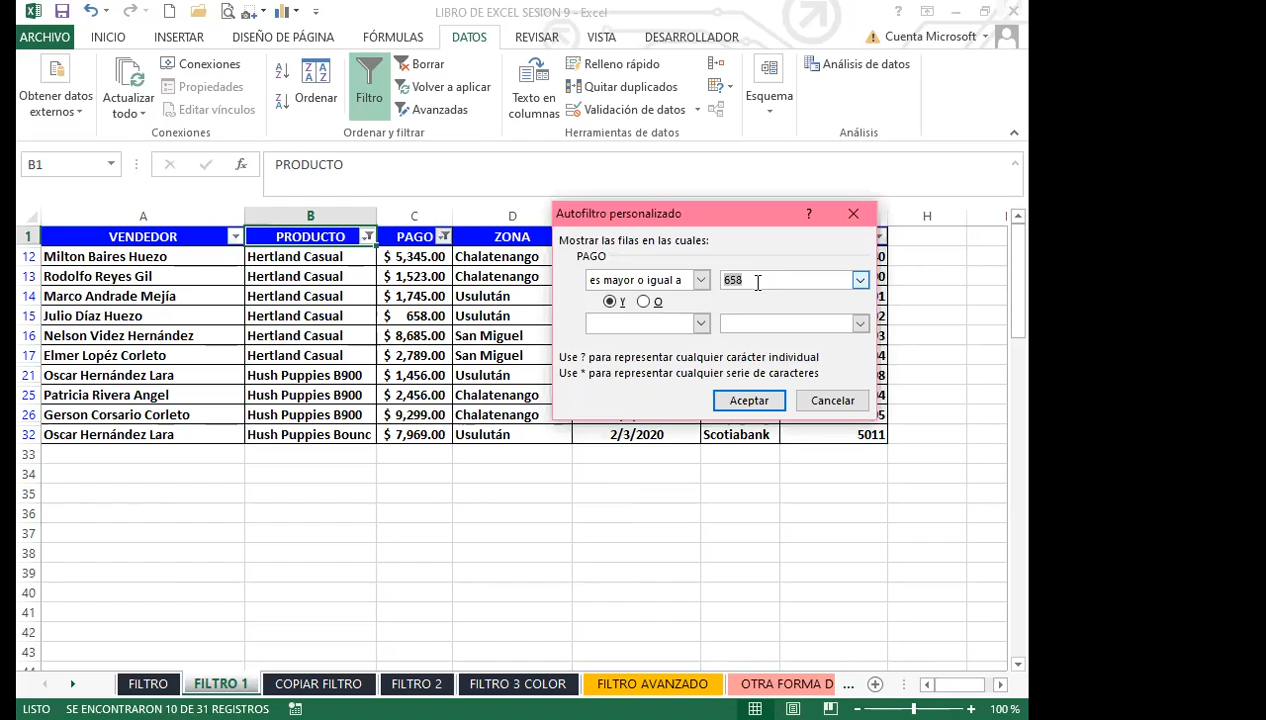 LIBRO DE EXCEL SESION 9 - Excel
ARCHIVO INICIO INSERTAR DISEÑO DE PÁGINA FÓRMULAS DATOS REVISAR VISTA DESARROLLADOR Cuenta Microsoft
Obtener datos externos
Actualizar todo
Conexiones
Propiedades
Editar vínculos
Conexiones
Ordenar
Filtro
Borrar
Volver a aplicar
Avanzadas
Ordenar y filtrar
Texto en columnas
Relleno rápido
Quitar duplicados
Validación de datos
Herramientas de datos
Esquema
Análisis de datos
Análisis
B1 fx PRODUCTO
A B C D H
1 VENDEDOR PRODUCTO PAGO ZONA
12 Milton Baires Huezo Hertland Casual $ 5,345.00 Chalatenango
13 Rodolfo Reyes Gil Hertland Casual $ 1,523.00 Chalatenango
14 Marco Andrade Mejía Hertland Casual $ 1,745.00 Usulután
15 Julio Díaz Huezo Hertland Casual $ 658.00 Usulután
16 Nelson Videz Hernández Hertland Casual $ 8,685.00 San Miguel
17 Elmer Lopéz Corleto Hertland Casual $ 2,789.00 San Miguel
21 Oscar Hernández Lara Hush Puppies B900 $ 1,456.00 Usulután
25 Patricia Rivera Angel Hush Puppies B900 $ 2,456.00 Chalatenango
26 Gerson Corsario Corleto Hush Puppies B900 $ 9,299.00 Chalatenango
32 Oscar Hernández Lara Hush Puppies Bounc $ 7,969.00 Usulután 2/3/2020 Scotiabank 5011
33
34
35
36
37
38
39
40
41
42
43
Autofiltro personalizado ?
Mostrar las filas en las cuales:
PAGO
es mayor o igual a 658
Y O
Use ? para representar cualquier carácter individual
Use * para representar cualquier serie de caracteres
Aceptar Cancelar
FILTRO FILTRO 1 COPIAR FILTRO FILTRO 2 FILTRO 3 COLOR FILTRO AVANZADO OTRA FORMA D ...
LISTO SE ENCONTRARON 10 DE 31 REGISTROS 100 %